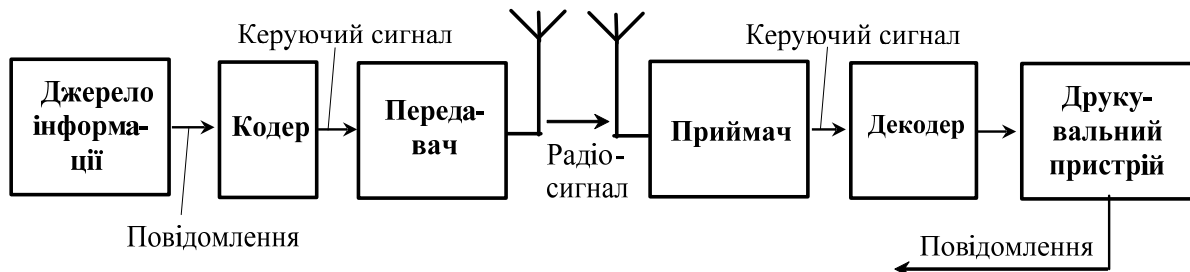 Керуючий сигнал
Керуючий сигнал
Джерело
інформа-
ції
Кодер
Переда-
вач
Радіо-
сигнал
Приймач
Декодер
Друку-
вальний
пристрій
Повідомлення
Повідомлення